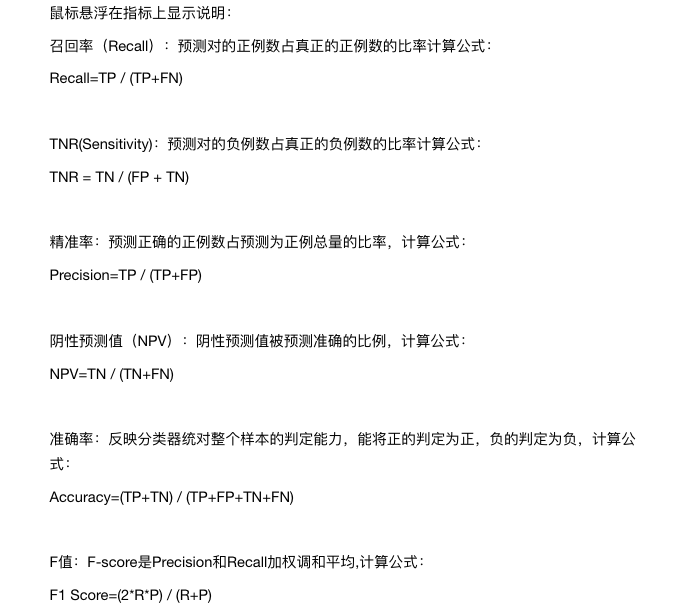 鼠标悬浮在指标上显示说明：
召回率（Recall）：预测对的正例数占真正的正例数的比率计算公式：
Recall=TP / (TP+FN)
TNR(Sensitivity)：预测对的负例数占真正的负例数的比率计算公式：
TNR = TN / (FP + TN)
精准率：预测正确的正例数占预测为正例总量的比率，计算公式：
Precision=TP / (TP+FP)
阴性预测值（NPV）：阴性预测值被预测准确的比例，计算公式：
NPV=TN / (TN+FN)
准确率：反映分类器统对整个样本的判定能力，能将正的判定为正，负的判定为负，计算公
式：
Accuracy=(TP+TN) / (TP+FP+TN+FN)
F值：F-score是Precision和Recall加权调和平均,计算公式：
F1 Score=(2*R*P) / (R+P)